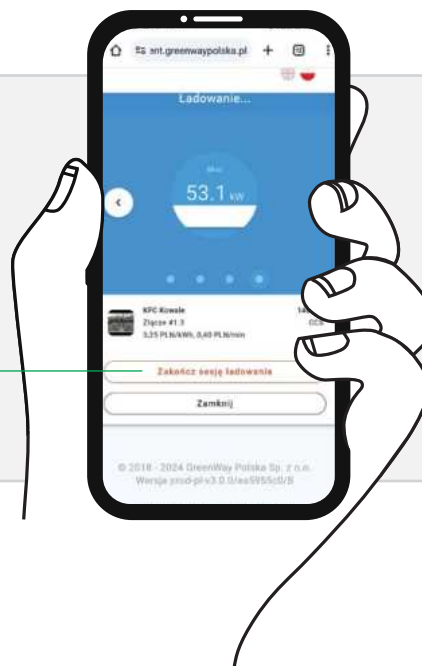 ent.greenwaypolska.pl
Ładowanie...
Moc
53.1 kW
KFC Kowale
Złącze #1.3
3,25 PLN/kWh, 0,40 PLN/min
Zakończ sesję ładowania
Zamknij
© 2018 - 2024 GreenWay Polska Sp. z o.o.